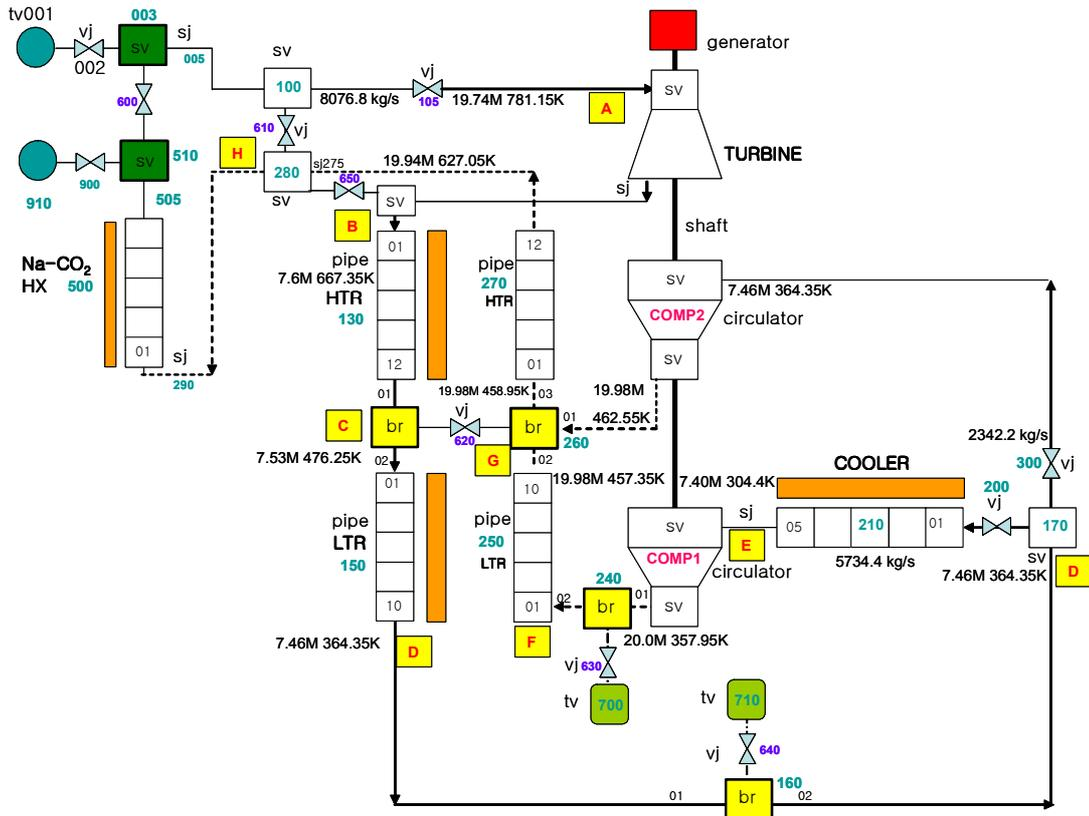 tv001
vj
003
sv
sj
002
005
600
910
900
sv
510
505
Na-CO₂
HX 500
01
sj
290
H
sv
100
610 vj
280
sv
8076.8 kg/s
vj
105
19.74M 781.15K
A
generator
sv
TURBINE
sj
shaft
sj275
19.94M 627.05K
650
sv
B
01
pipe
7.6M 667.35K
HTR
130
12
pipe
270
HTR
12
01
01
19.98M 458.95K
03
C
br
vj
620
br
01
260
G
02
7.53M 476.25K
02
19.98M 457.35K
19.98M
462.55K
sv
COMP2
circulator
sv
7.46M 364.35K
01
pipe
LTR
150
10
10
pipe
250
LTR
01
F
7.46M 364.35K
D
7.40M 304.4K
sv
COMP1
circulator
sv
sj
E
COOLER
05
210
01
5734.4 kg/s
200
vj
2342.2 kg/s
300
vj
170
sv
7.46M 364.35K
D
240
02
br
01
20.0M 357.95K
vj 630
tv
700
tv
710
vj
640
01
br
160
02